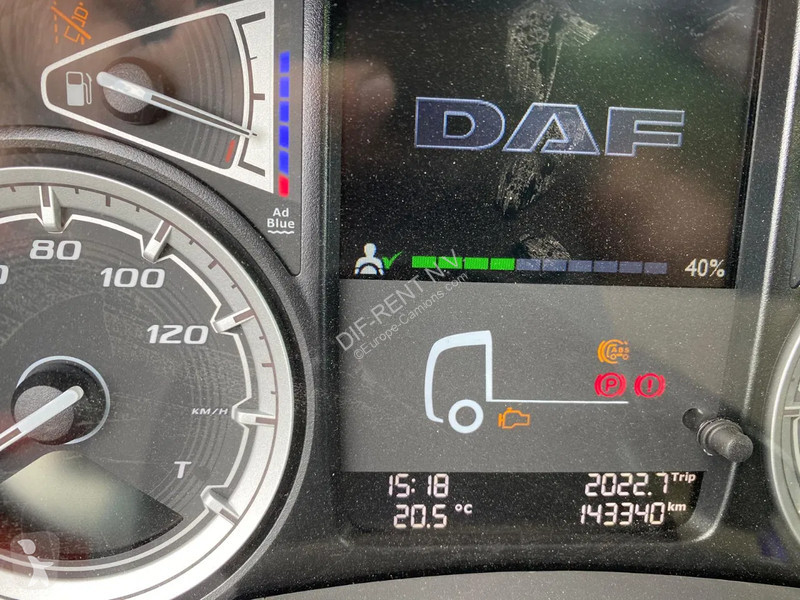 DAF
Ad
Blue
80
100
120
KM/H
T
40%
DIF-RENT N.V
©Europe-Camions.com
ABS
P
!
15:18
2022.7 Trip
20.5 °C
143340 km